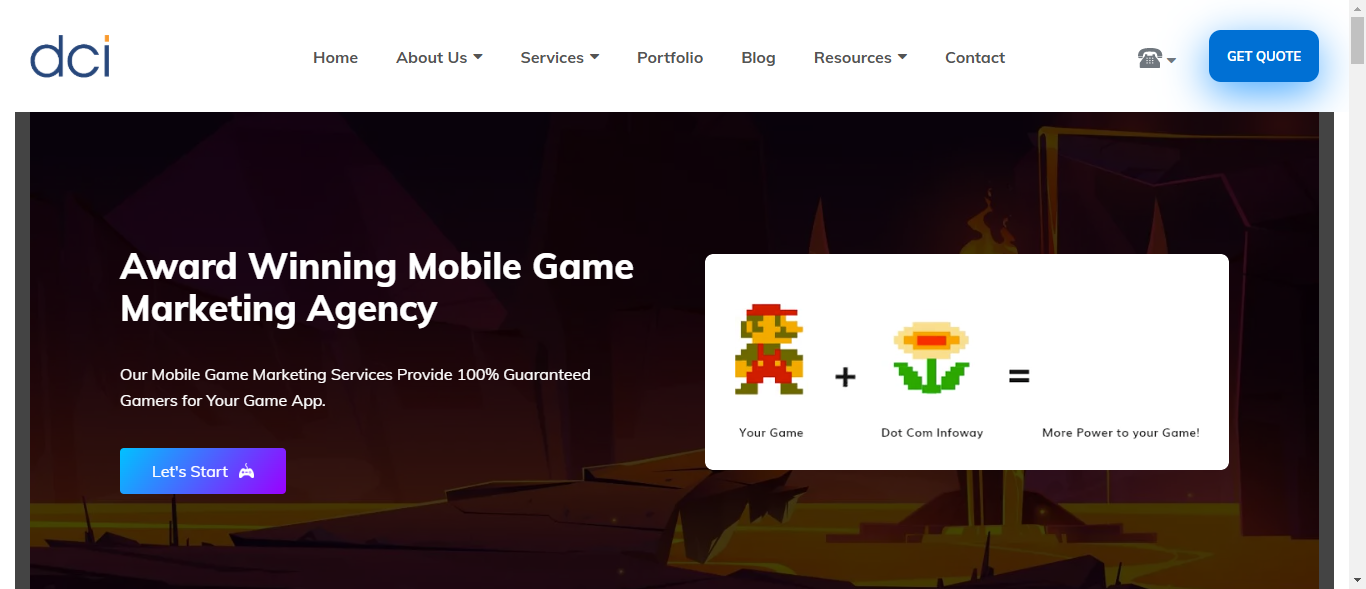 dci
Home About Us Services Portfolio Blog Resources Contact
GET QUOTE
Award Winning Mobile Game
Marketing Agency
Our Mobile Game Marketing Services Provide 100% Guaranteed
Gamers for Your Game App.
Let's Start
+ =
Your Game Dot Com Infoway More Power to your Game!